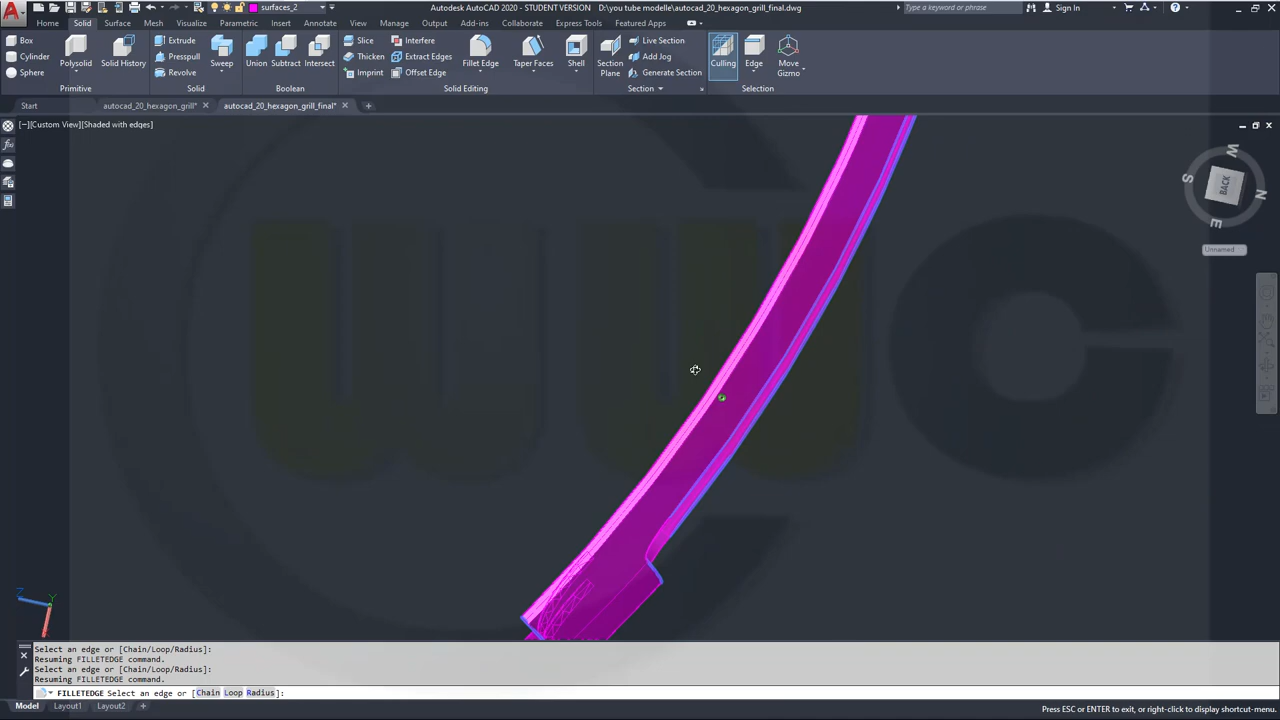 Autodesk AutoCAD 2020 - STUDENT VERSION D:\you tube modelle\autocad_20_hexagon_grill_final.dwg
surfaces_2
Type a keyword or phrase
Sign In
Home Solid Surface Mesh Visualize Parametric Insert Annotate View Manage Output Add-ins Collaborate Express Tools Featured Apps
Box
Cylinder
Sphere
Polysolid
Solid History
Extrude
Presspull
Revolve
Sweep
Union
Subtract
Intersect
Slice
Thicken
Imprint
Interfere
Extract Edges
Offset Edge
Fillet Edge
Taper Faces
Shell
Section Plane
Live Section
Add Jog
Generate Section
Culling
Edge
Move Gizmo
Primitive Solid Boolean Solid Editing Section Selection
Start autocad_20_hexagon_grill* autocad_20_hexagon_grill_final*
[−][Custom View][Shaded with edges]
W
S
BACK
N
E
Unnamed
wwc
Z
Y
Select an edge or [Chain/Loop/Radius]:
Resuming FILLETEDGE command.
Select an edge or [Chain/Loop/Radius]:
Resuming FILLETEDGE command.
FILLETEDGE Select an edge or [Chain Loop Radius]:
Model Layout1 Layout2
Press ESC or ENTER to exit, or right-click to display shortcut-menu.